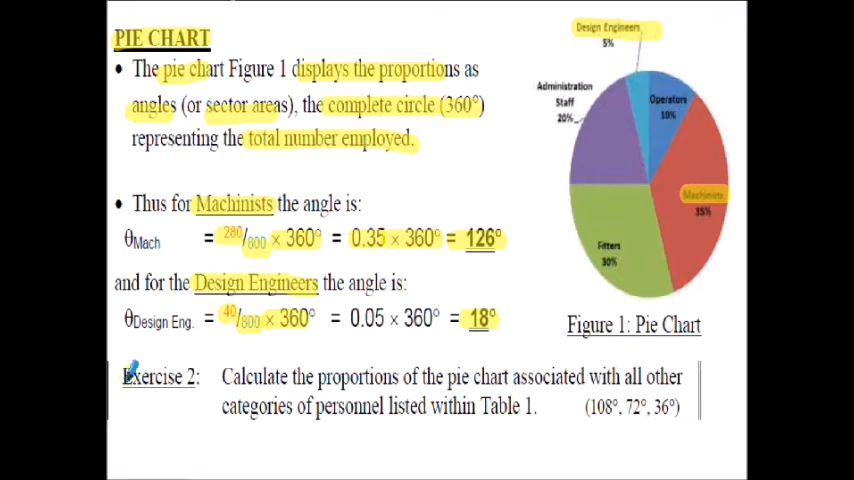 PIE CHART
• The pie chart Figure 1 displays the proportions as
angles (or sector areas), the complete circle (360°)
representing the total number employed.
• Thus for Machinists the angle is:
θMach = 280/800 × 360° = 0.35 × 360° = 126°
and for the Design Engineers the angle is:
θDesign Eng. = 40/800 × 360° = 0.05 × 360° = 18°
Design Engineers
5%
Administration
Staff
20%
Operators
10%
Machinists
35%
Fitters
30%
Figure 1: Pie Chart
Exercise 2: Calculate the proportions of the pie chart associated with all other
categories of personnel listed within Table 1. (108°, 72°, 36°)